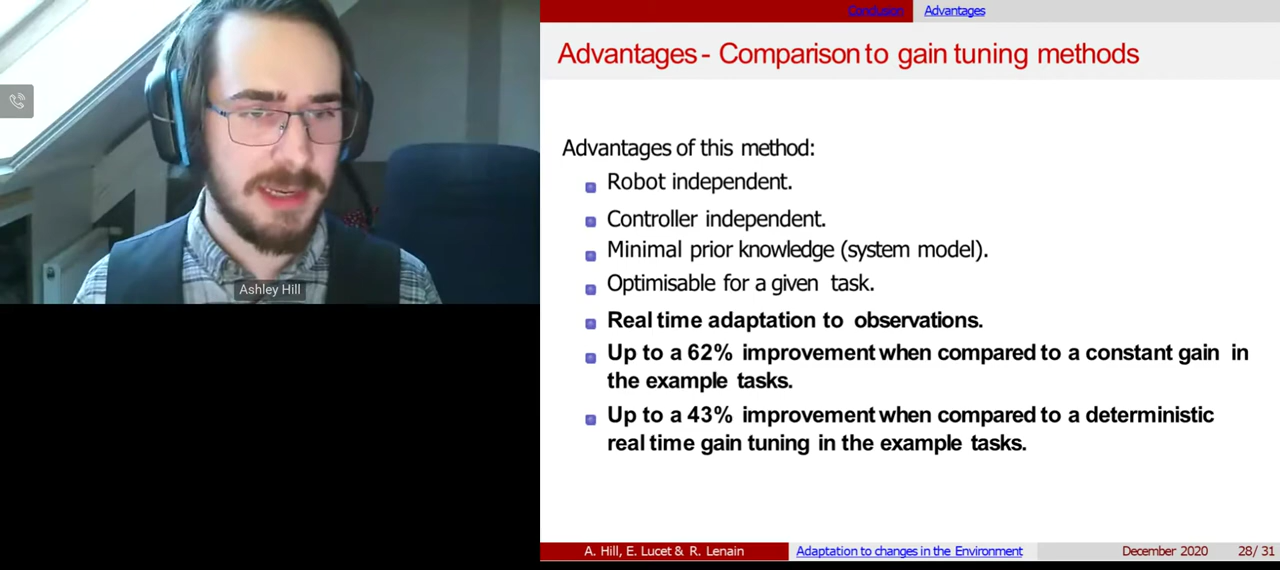 Ashley Hill
Conclusion Advantages
Advantages - Comparison to gain tuning methods
Advantages of this method:
Robot independent.
Controller independent.
Minimal prior knowledge (system model).
Optimisable for a given task.
Real time adaptation to observations.
Up to a 62% improvement when compared to a constant gain in
the example tasks.
Up to a 43% improvement when compared to a deterministic
real time gain tuning in the example tasks.
A. Hill, E. Lucet & R. Lenain Adaptation to changes in the Environment December 2020 28/ 31